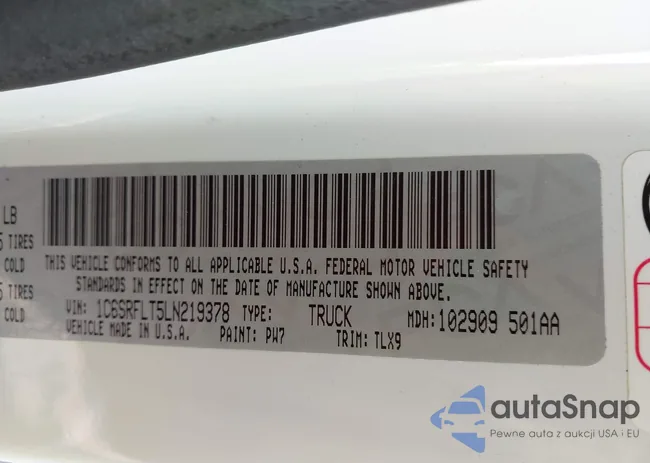 LB
TIRES
COLD
TIRES
COLD
THIS VEHICLE CONFORMS TO ALL APPLICABLE U.S.A. FEDERAL MOTOR VEHICLE SAFETY
STANDARDS IN EFFECT ON THE DATE OF MANUFACTURE SHOWN ABOVE.
VIN: 1C6SRFLT5LN219378 TYPE: TRUCK MDH: 102909 501AA
VEHICLE MADE IN U.S.A. PAINT: PW7 TRIM: TLX9
autaSnap
Pewne auta z aukcji USA i EU